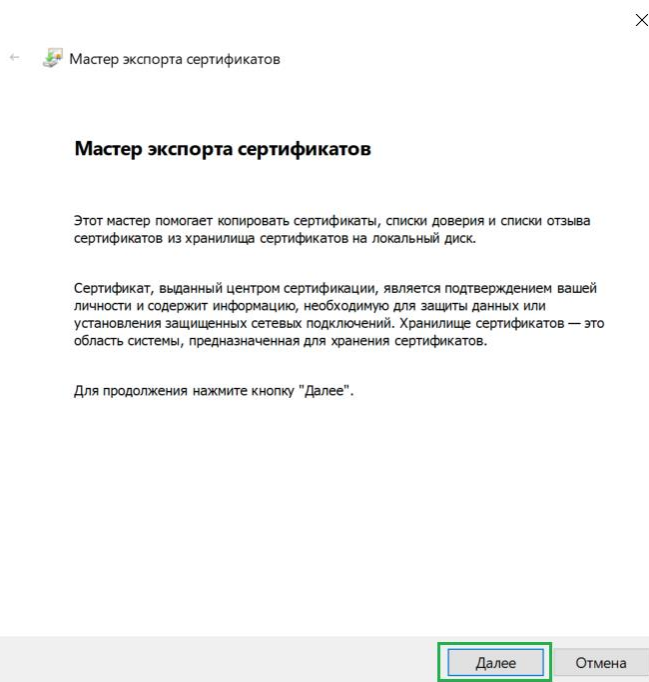 Мастер экспорта сертификатов
Мастер экспорта сертификатов
Этот мастер помогает копировать сертификаты, списки доверия и списки отзыва
сертификатов из хранилища сертификатов на локальный диск.
Сертификат, выданный центром сертификации, является подтверждением вашей
личности и содержит информацию, необходимую для защиты данных или
установления защищенных сетевых подключений. Хранилище сертификатов — это
область системы, предназначенная для хранения сертификатов.
Для продолжения нажмите кнопку "Далее".
Далее
Отмена